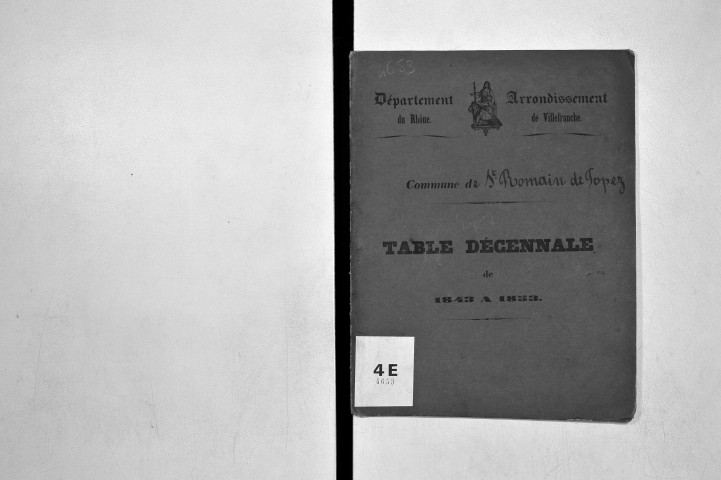 4653
Département Arrondissement
du Rhône. de Villefranche.
Commune de St. Romain de Popez
TABLE DÉCENNALE
de
1843 A 1853.
4E
4653